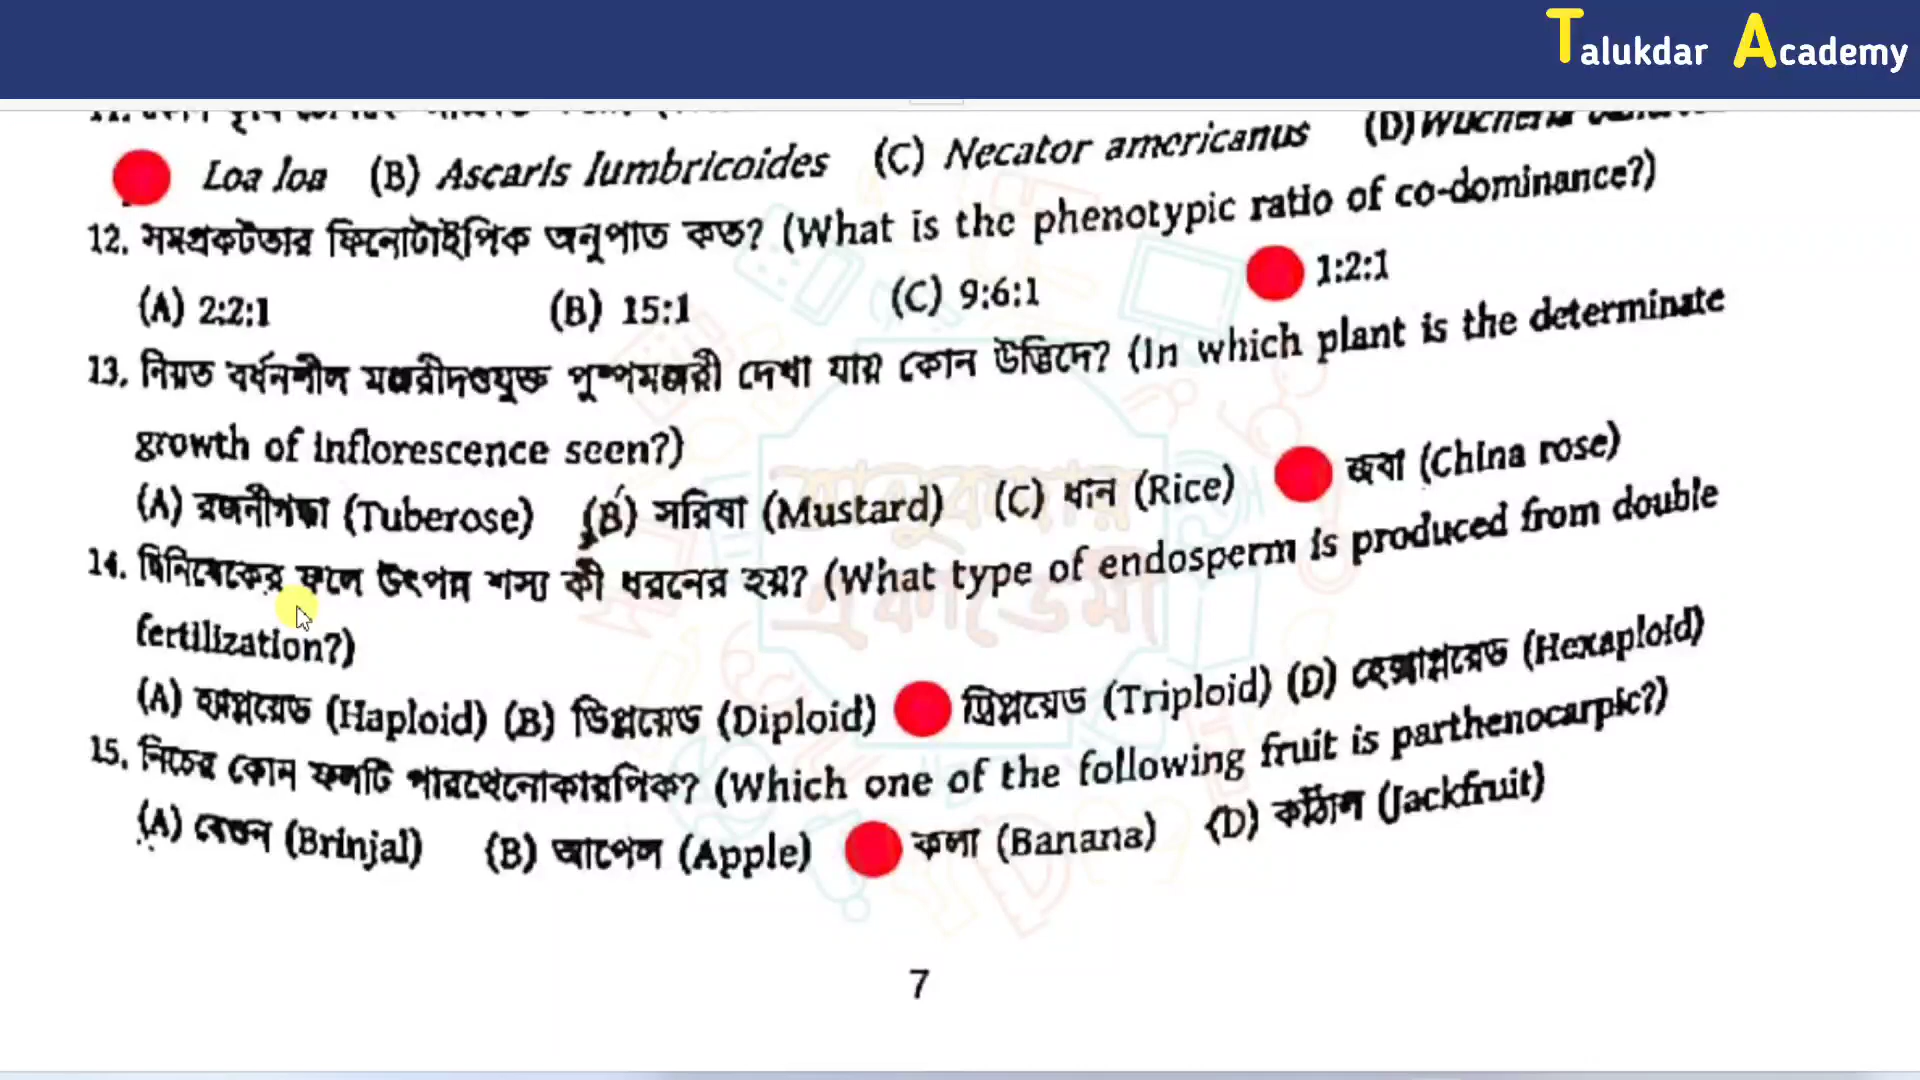 Talukdar Academy
Loa loa (B) Ascaris lumbricoides (C) Necator americanus (D)
12. সমপ্রকটতার ফিনোটাইপিক অনুপাত কত? (What is the phenotypic ratio of co-dominance?)
(A) 2:2:1 (B) 15:1 (C) 9:6:1 1:2:1
13. নিয়ত বর্ধনশীল মঞ্জরীদণ্ডযুক্ত পুষ্পমঞ্জরী দেখা যায় কোন উদ্ভিদে? (In which plant is the determinate
growth of inflorescence seen?)
(A) রজনীগন্ধা (Tuberose) (B) সরিষা (Mustard) (C) ধান (Rice) জবা (China rose)
14. দ্বিনিষেকের ফলে উৎপন্ন শস্য কী ধরনের হয়? (What type of endosperm is produced from double
fertilization?)
(A) হ্যাপ্লয়েড (Haploid) (B) ডিপ্লয়েড (Diploid) ট্রিপ্লয়েড (Triploid) (D) হেক্সাপ্লয়েড (Hexaploid)
15. নিচের কোন ফলটি পারথেনোকারপিক? (Which one of the following fruit is parthenocarpic?)
(A) বেগুন (Brinjal) (B) আপেল (Apple) কলা (Banana) (D) কাঁঠাল (Jackfruit)
7